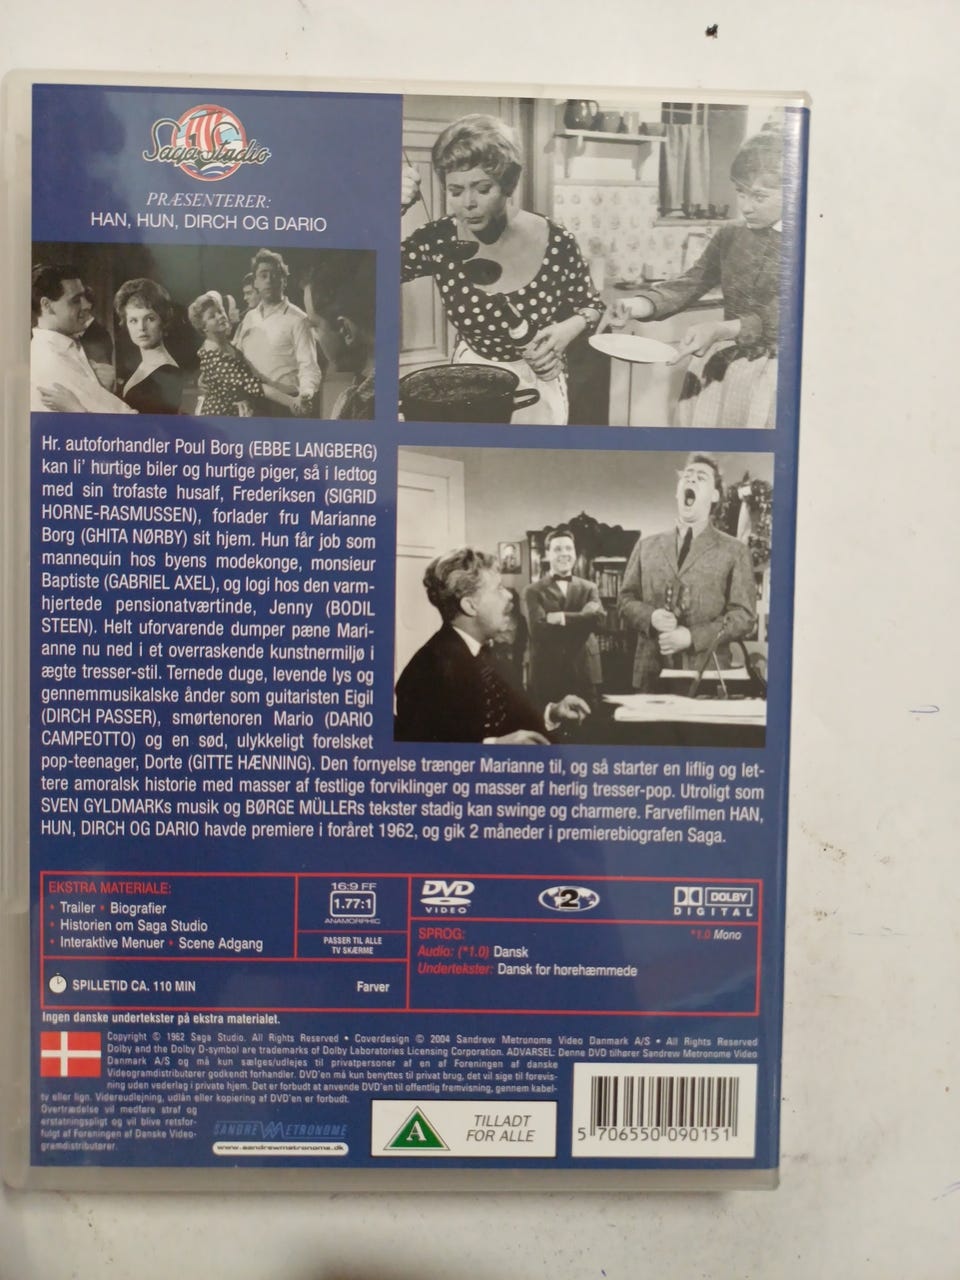 Saga Studio
PRÆSENTERER:
HAN, HUN, DIRCH OG DARIO
Hr. autoforhandler Poul Borg (EBBE LANGBERG)
kan li' hurtige biler og hurtige piger, så i ledtog
med sin trofaste husalf, Frederiksen (SIGRID
HORNE-RASMUSSEN), forlader fru Marianne
Borg (GHITA NØRBY) sit hjem. Hun får job som
mannequin hos byens modekonge, monsieur
Baptiste (GABRIEL AXEL), og logi hos den varm-
hjertede pensionatværtinde, Jenny (BODIL
STEEN). Helt uforvarende dumper pæne Mari-
anne nu ned i et overraskende kunstnermiljø i
ægte tresser-stil. Ternede duge, levende lys og
gennemmusikalske ånder som guitaristen Eigil
(DIRCH PASSER), smørtenoren Mario (DARIO
CAMPEOTTO) og en sød, ulykkeligt forelsket
pop-teenager, Dorte (GITTE HÆNNING). Den fornyelse trænger Marianne til, og så starter en liflig og let-
tere amoralsk historie med masser af festlige forviklinger og masser af herlig tresser-pop. Utroligt som
SVEN GYLDMARKs musik og BØRGE MÜLLERs tekster stadig kan swinge og charmere. Farvefilmen HAN,
HUN, DIRCH OG DARIO havde premiere i foråret 1962, og gik 2 måneder i premierebiografen Saga.
EKSTRA MATERIALE:
• Trailer • Biografier
• Historien om Saga Studio
• Interaktive Menuer • Scene Adgang
16:9 FF
1.77:1
ANAMORPHIC
PASSER TIL ALLE
TV SKÆRME
SPILLETID CA. 110 MIN
Farver
DVD
VIDEO
2
DOLBY
DIGITAL
SPROG:
*1.0 Mono
Audio: (*1.0) Dansk
Undertekster: Dansk for hørehæmmede
Ingen danske undertekster på ekstra materialet.
Copyright © 1962 Saga Studio. All Rights Reserved • Coverdesign © 2004 Sandrew Metronome Video Danmark A/S • All Rights Reserved
Dolby and the Dolby D-symbol are trademarks of Dolby Laboratories Licensing Corporation. ADVARSEL: Denne DVD tilhører Sandrew Metronome Video
Danmark A/S og må kun sælges/udlejes til privatpersoner af en af Foreningen af danske
Videogramdistributører godkendt forhandler. DVD'en må kun benyttes til privat brug, det vil sige til forevis-
ning uden vederlag i private hjem. Det er forbudt at anvende DVD'en til offentlig fremvisning, gennem kabel-
tv eller lign. Videreudlejning, udlån eller kopiering af DVD'en er forbudt.
Overtrædelse vil medføre straf og
erstatningspligt og vil blive retsfor-
fulgt af Foreningen af Danske Video-
gramdistributører.
SANDREW METRONOME
www.sandrewmetronome.dk
A
TILLADT
FOR ALLE
5 706550 090151